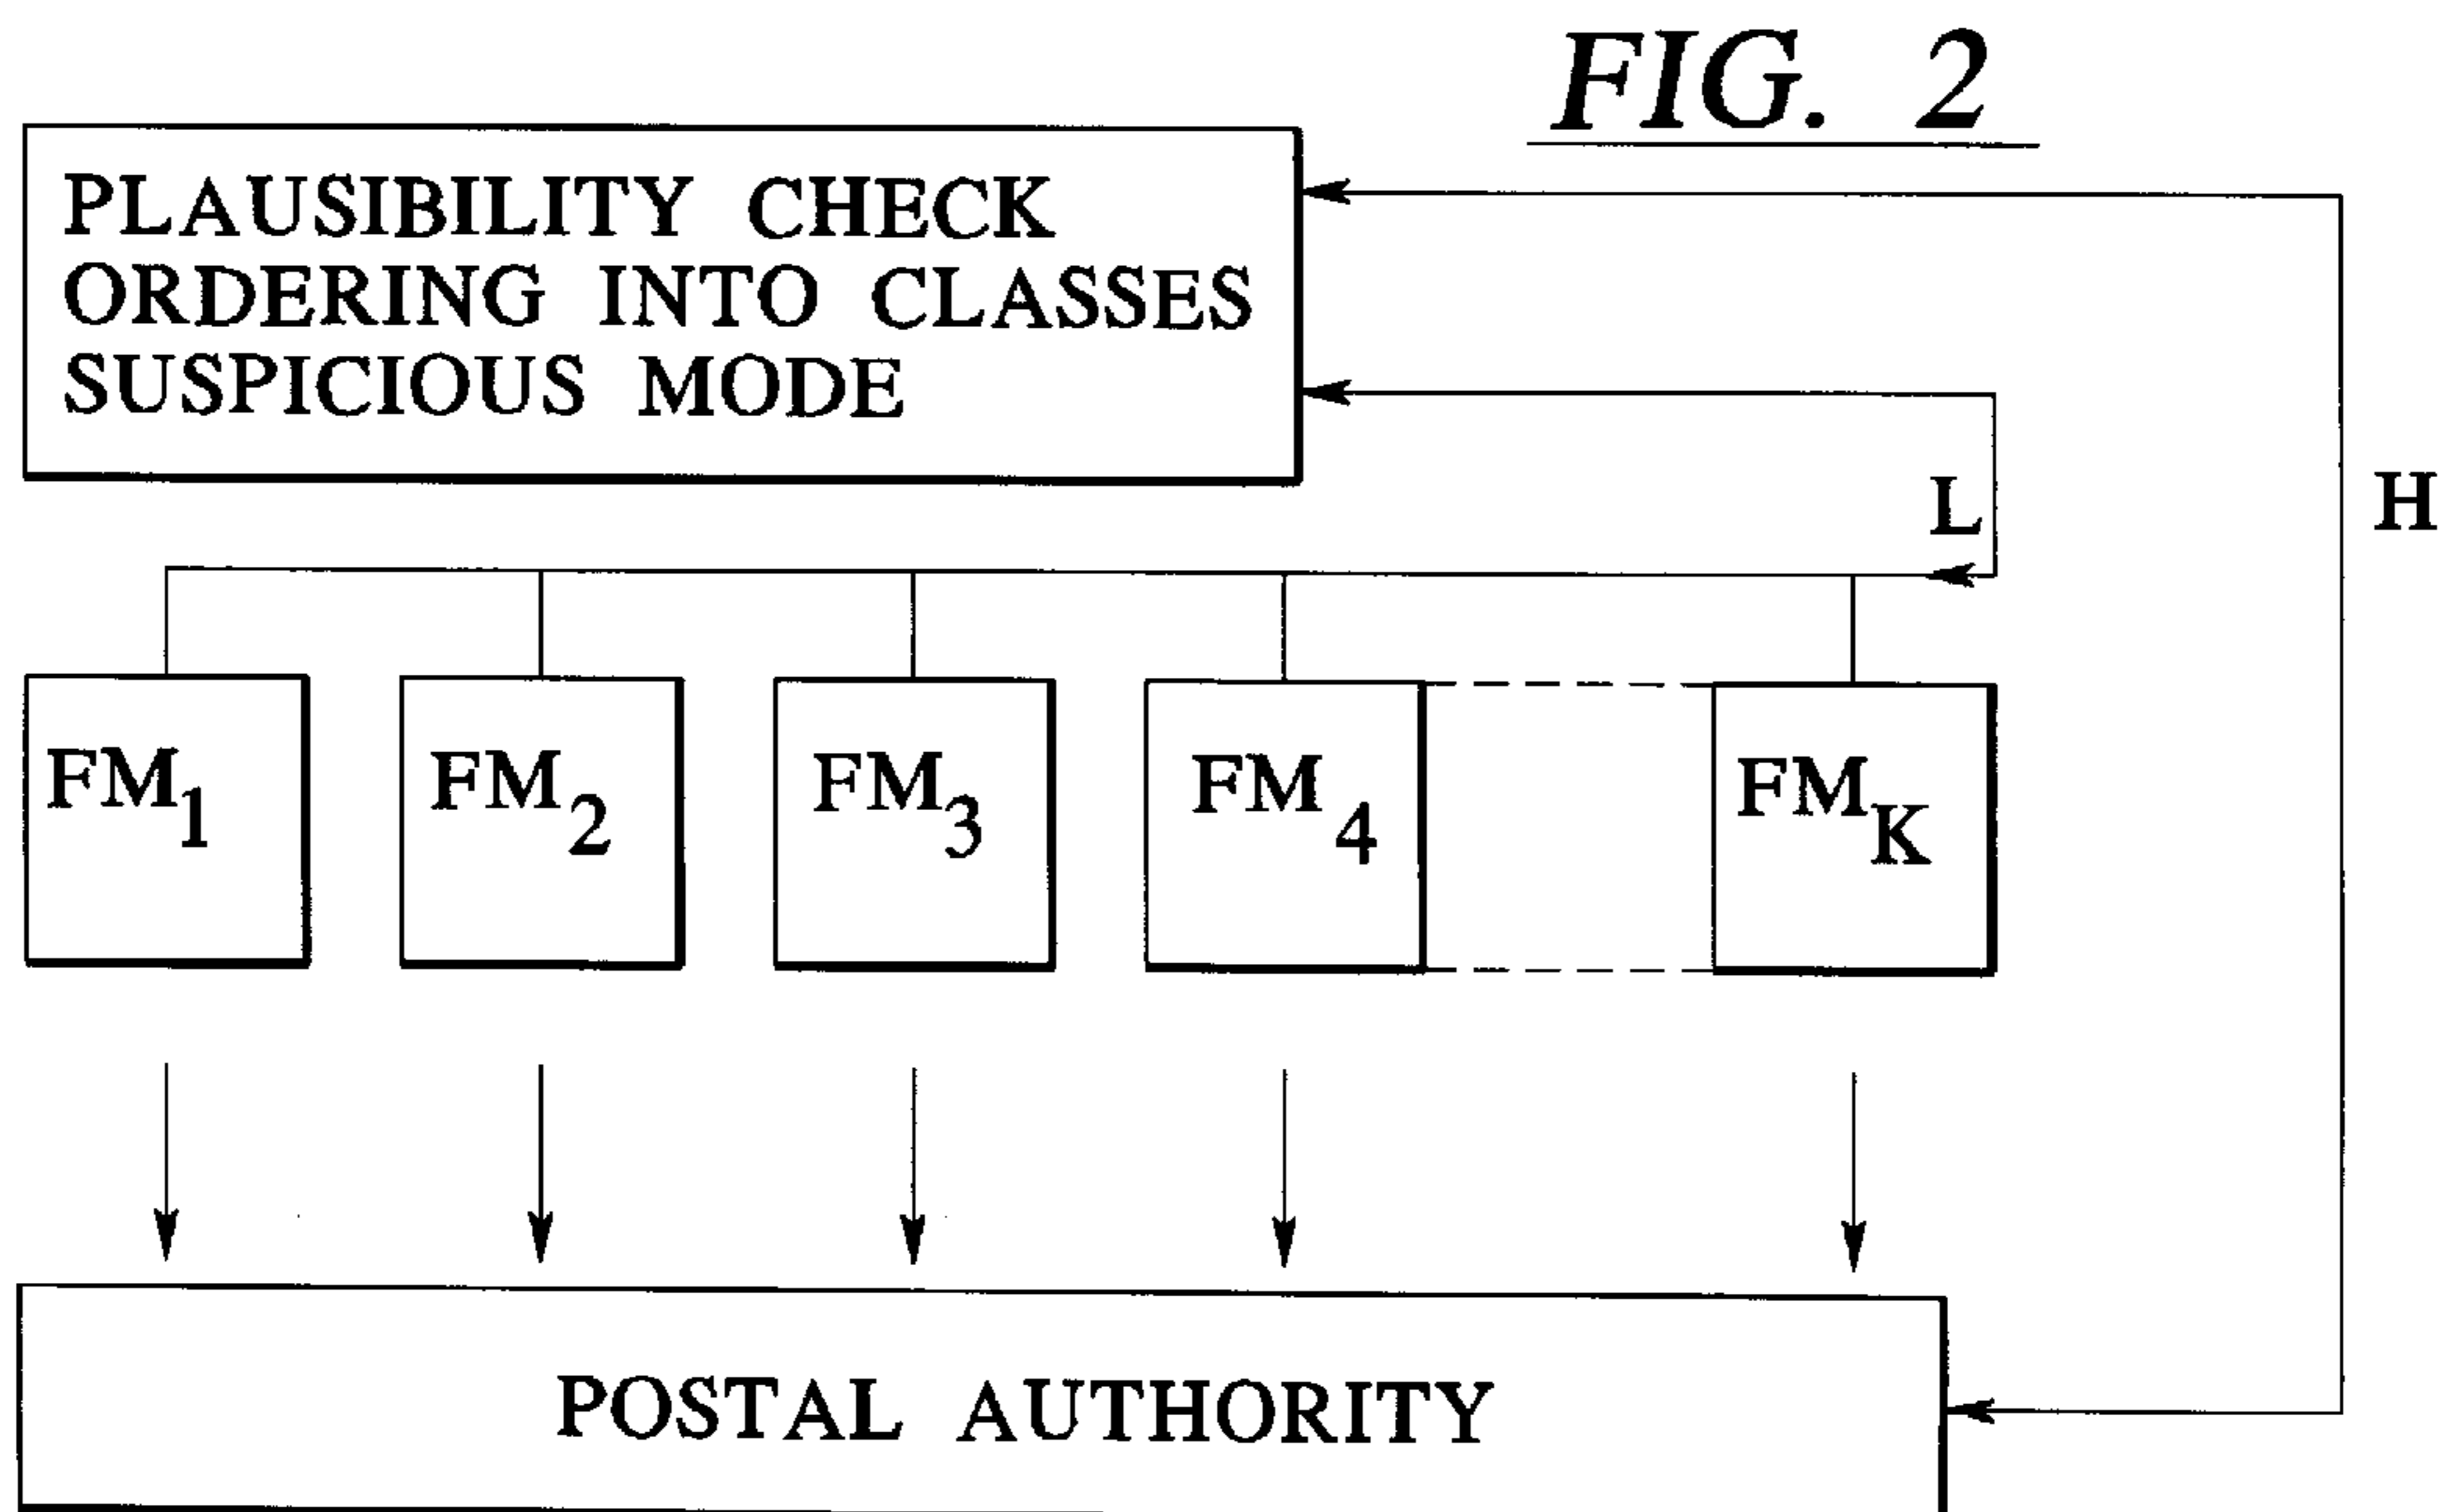 FIG. 2
PLAUSIBILITY CHECK
ORDERING INTO CLASSES
SUSPICIOUS MODE
L
H
FM1
FM2
FM3
FM4
FMK
POSTAL AUTHORITY